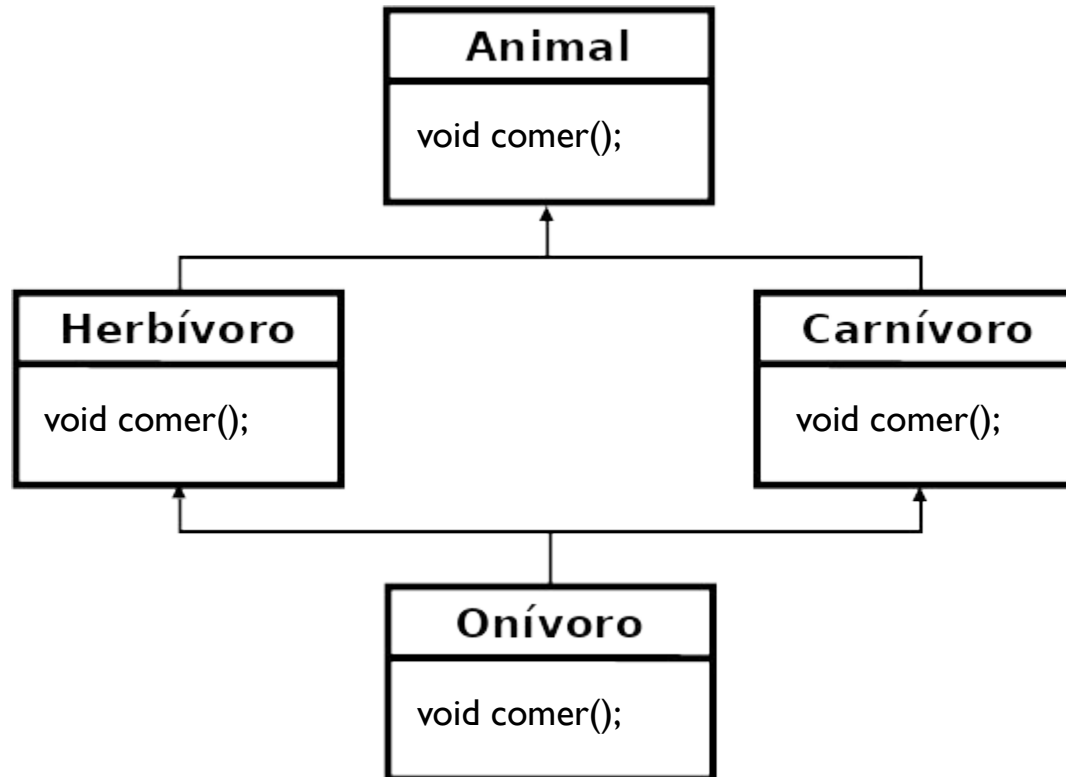 Animal
void comer();
Herbívoro
void comer();
Carnívoro
void comer();
Onívoro
void comer();